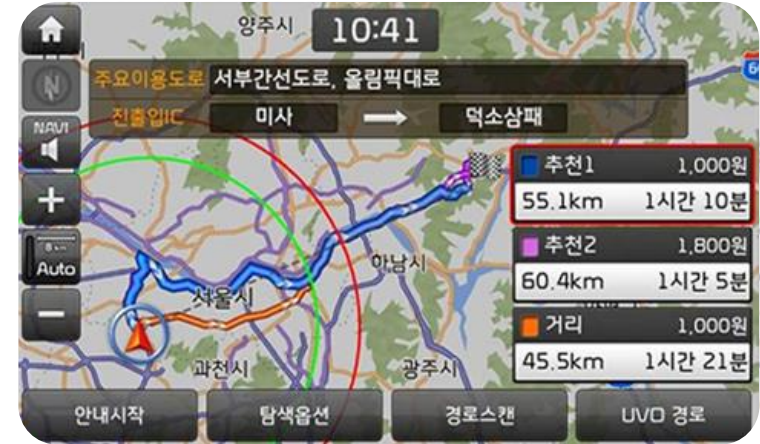 양주시
10:41
주요이용도로 서부간선도로, 올림픽대로
진출입IC 미사 → 덕소삼패
NAVI
+
추천1 1,000원
55.1km 1시간 10분
추천2 1,800원
60.4km 1시간 5분
거리 1,000원
45.5km 1시간 21분
Auto
하남시
서울시
과천시
광주시
안내시작 탐색옵션 경로스캔 UVO 경로